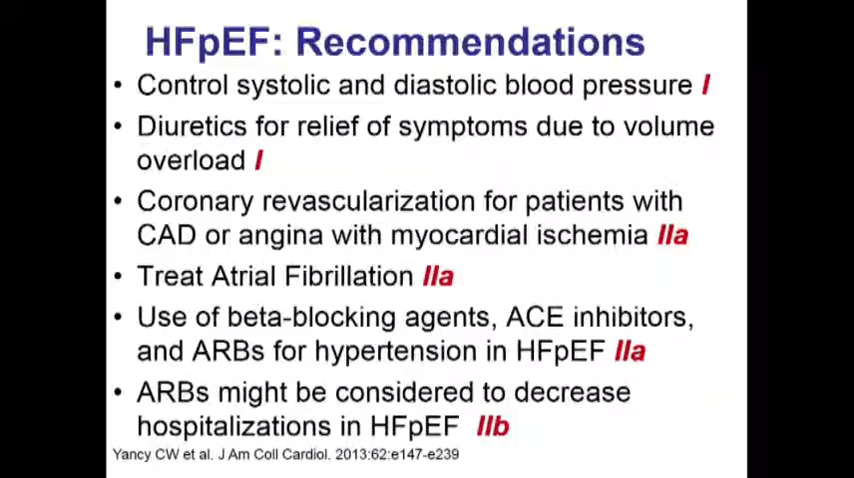 HFpEF: Recommendations
• Control systolic and diastolic blood pressure I
• Diuretics for relief of symptoms due to volume
overload I
• Coronary revascularization for patients with
CAD or angina with myocardial ischemia IIa
• Treat Atrial Fibrillation IIa
• Use of beta-blocking agents, ACE inhibitors,
and ARBs for hypertension in HFpEF IIa
• ARBs might be considered to decrease
hospitalizations in HFpEF IIb
Yancy CW et al. J Am Coll Cardiol. 2013:62:e147-e239